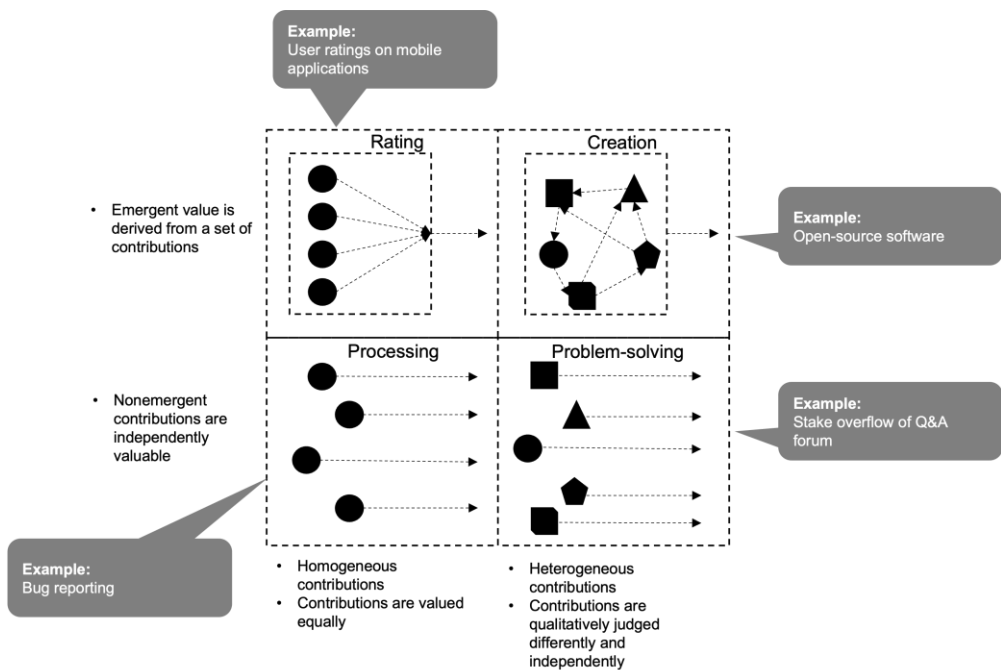 Example:
User ratings on mobile
applications
Rating
Creation
• Emergent value is
derived from a set of
contributions
Example:
Open-source software
Processing
Problem-solving
• Nonemergent
contributions are
independently
valuable
Example:
Stake overflow of Q&A
forum
Example:
Bug reporting
• Homogeneous
contributions
• Contributions are valued
equally
• Heterogeneous
contributions
• Contributions are
qualitatively judged
differently and
independently